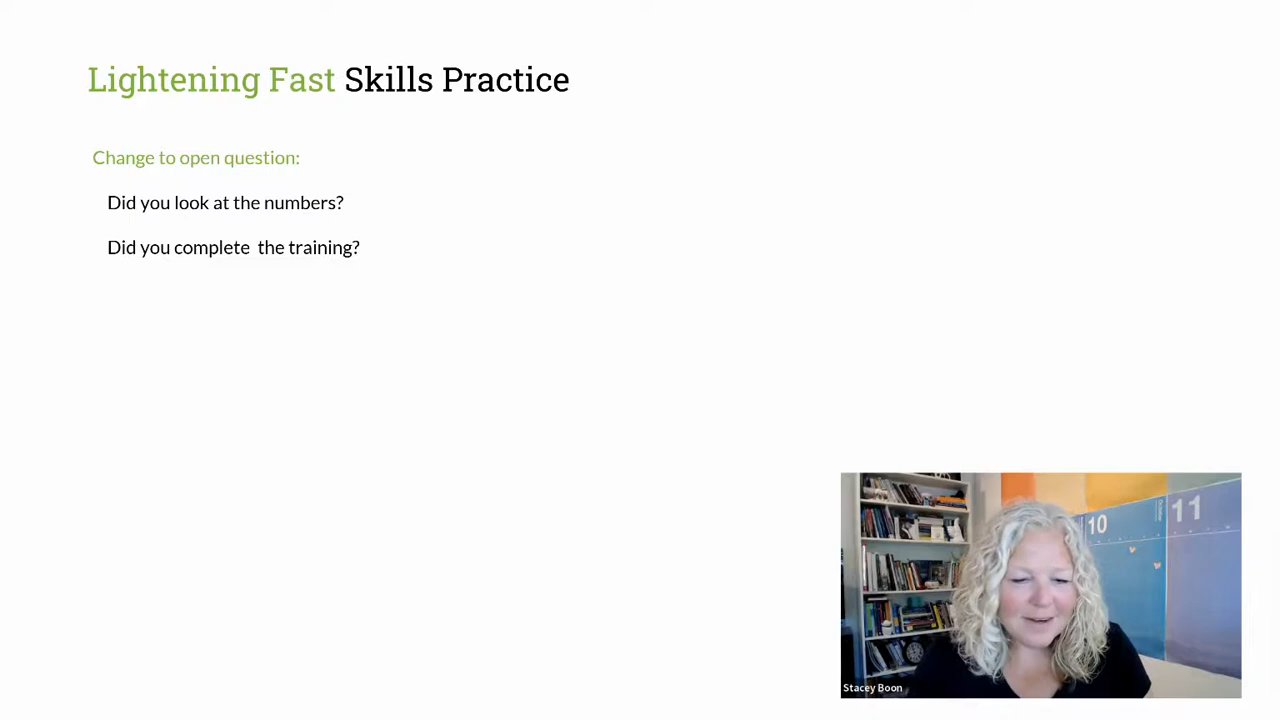 Lightening Fast Skills Practice
Change to open question:
Did you look at the numbers?
Did you complete  the training?
10
11
Stacey Boon